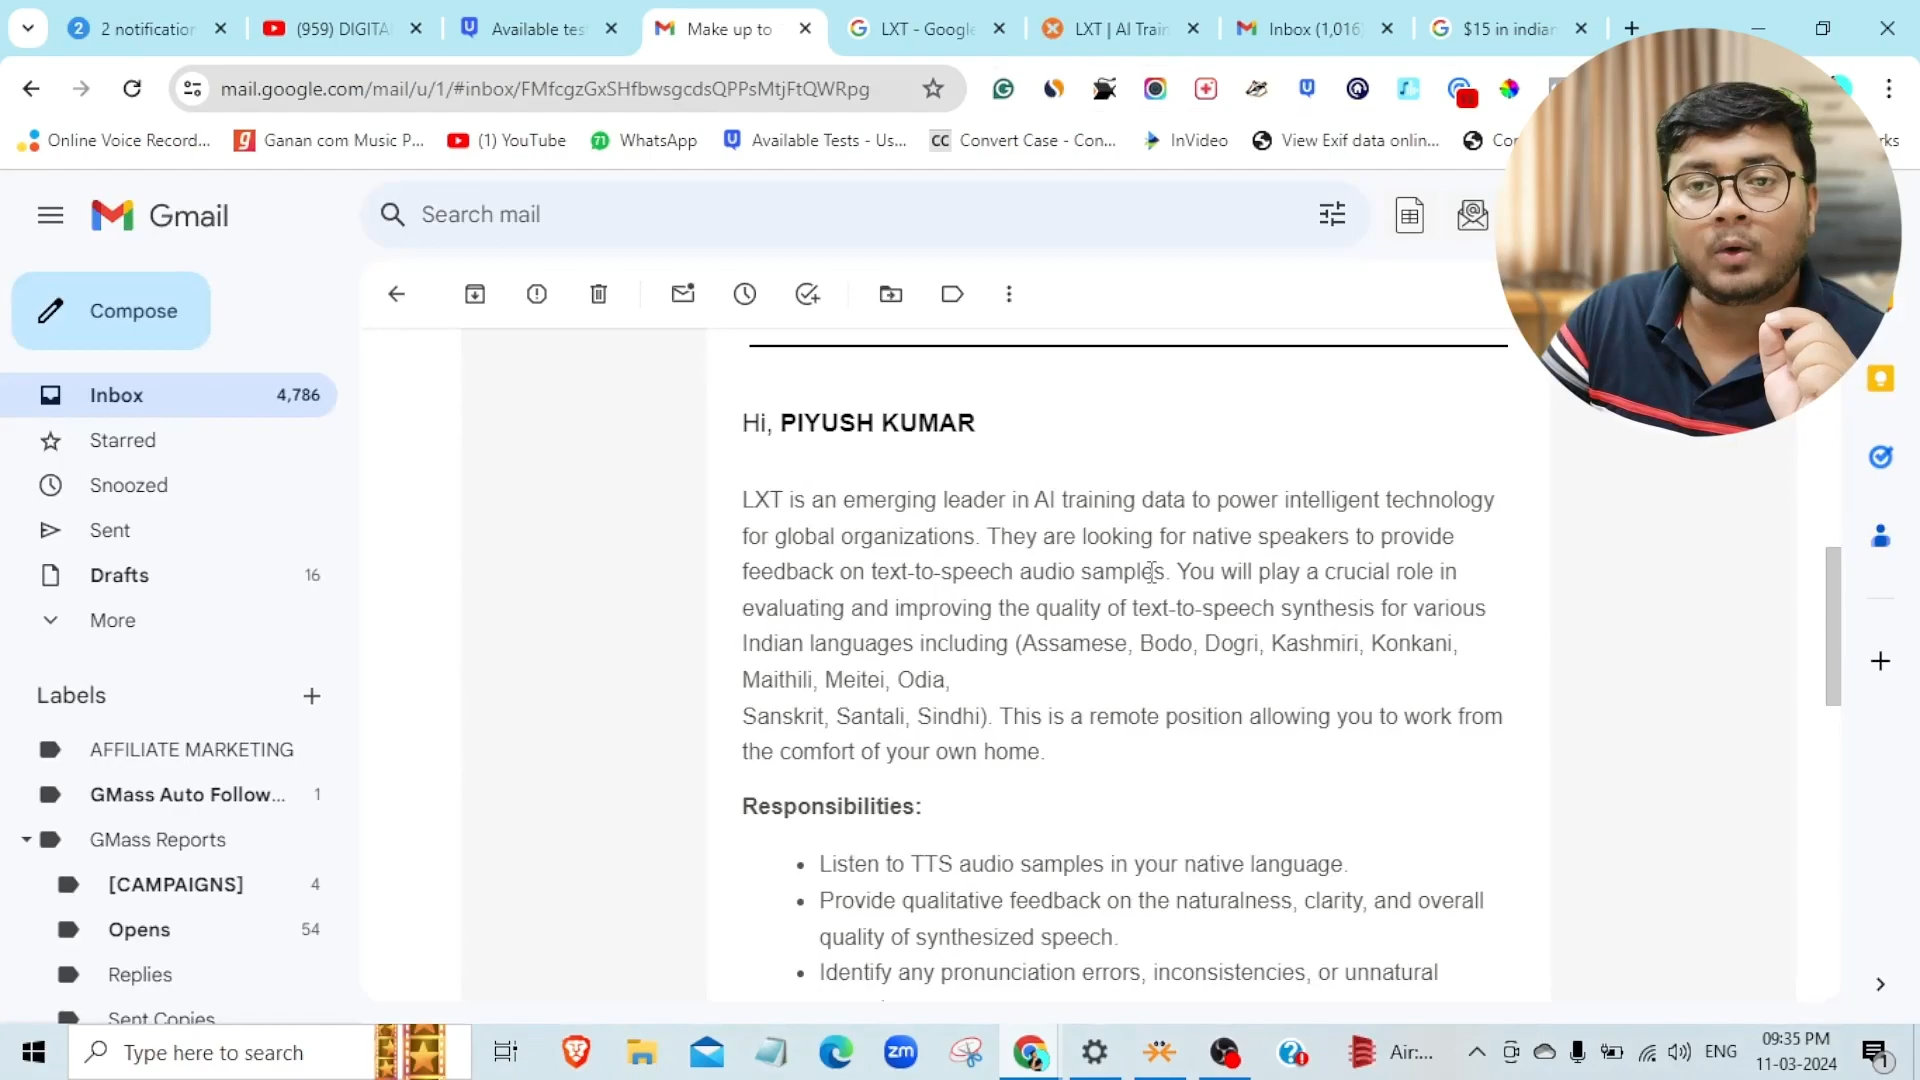 2 notification
(959) DIGITA
Available tes
Make up to
LXT - Google
LXT | AI Train
Inbox (1,016
$15 in indian
mail.google.com/mail/u/1/#inbox/FMfcgzGxSHfbwsgcdsQPPsMtjFtQWRpg
Online Voice Record...
Ganan com Music P...
(1) YouTube
71
WhatsApp
Available Tests - Us...
CC
Convert Case - Con...
InVideo
View Exif data onlin...
Co
ks
Gmail
Search mail
Compose
Inbox 4,786
Starred
Snoozed
Sent
Drafts 16
More
Labels
AFFILIATE MARKETING
GMass Auto Follow... 1
GMass Reports
[CAMPAIGNS] 4
Opens 54
Replies
Sent Copies
Hi, PIYUSH KUMAR
LXT is an emerging leader in AI training data to power intelligent technology
for global organizations. They are looking for native speakers to provide
feedback on text-to-speech audio samples. You will play a crucial role in
evaluating and improving the quality of text-to-speech synthesis for various
Indian languages including (Assamese, Bodo, Dogri, Kashmiri, Konkani,
Maithili, Meitei, Odia,
Sanskrit, Santali, Sindhi). This is a remote position allowing you to work from
the comfort of your own home.
Responsibilities:
• Listen to TTS audio samples in your native language.
• Provide qualitative feedback on the naturalness, clarity, and overall
quality of synthesized speech.
• Identify any pronunciation errors, inconsistencies, or unnatural
Type here to search
zm
Air:...
ENG
09:35 PM
11-03-2024
1